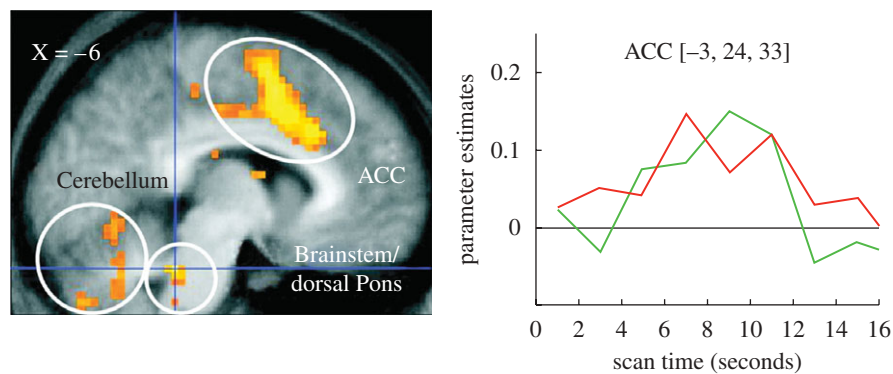 X = –6
Cerebellum
ACC
Brainstem/
dorsal Pons
ACC [–3, 24, 33]
parameter estimates
0.2
0.1
0
0 2 4 6 8 10 12 14 16
scan time (seconds)